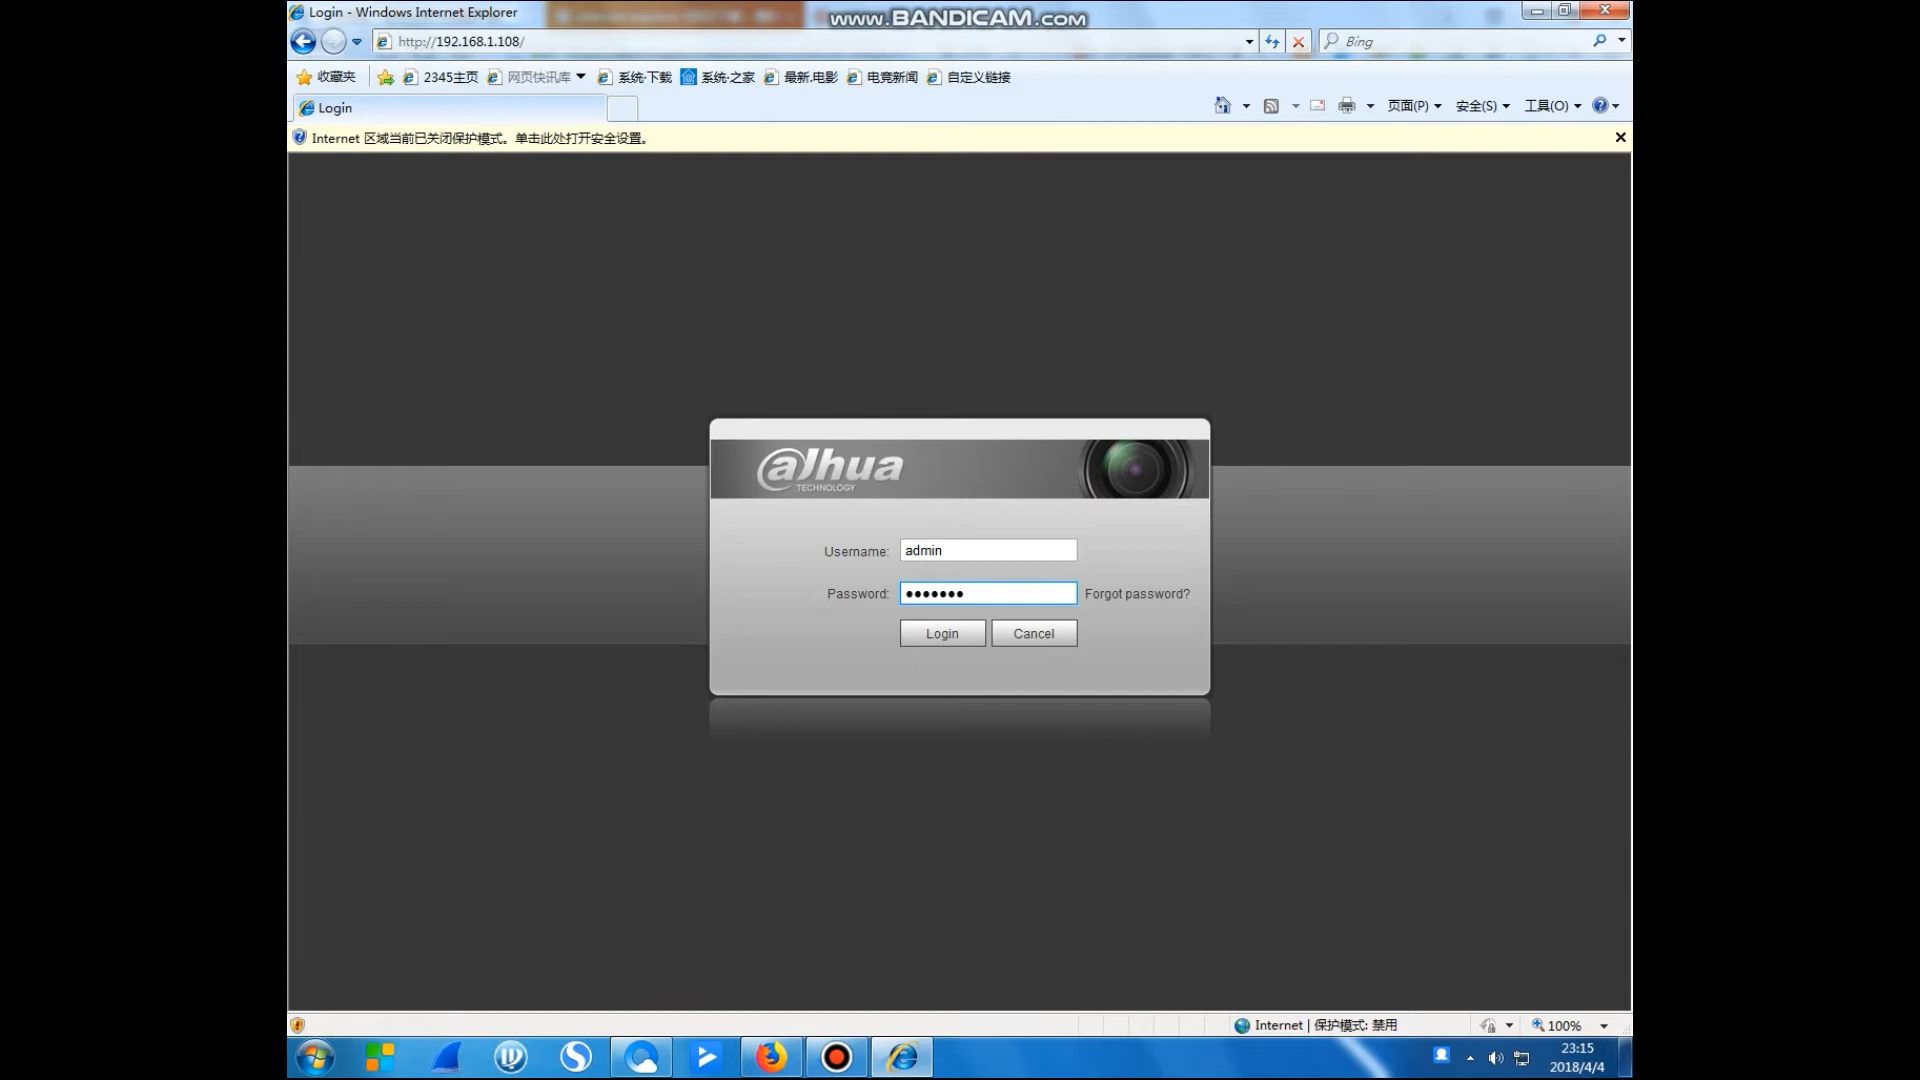 Login - Windows Internet Explorer
www.BANDICAM.com
http://192.168.1.108/
Bing
收藏夹 2345主页 网页快讯库 系统·下载 系统·之家 最新.电影 电竞新闻 自定义链接
Login
页面(P) 安全(S) 工具(O)
Internet 区域当前已关闭保护模式。单击此处打开安全设置。
alhua
TECHNOLOGY
Username: admin
Password: ●●●●●●● Forgot password?
Login Cancel
Internet | 保护模式: 禁用
100%
23:15
2018/4/4